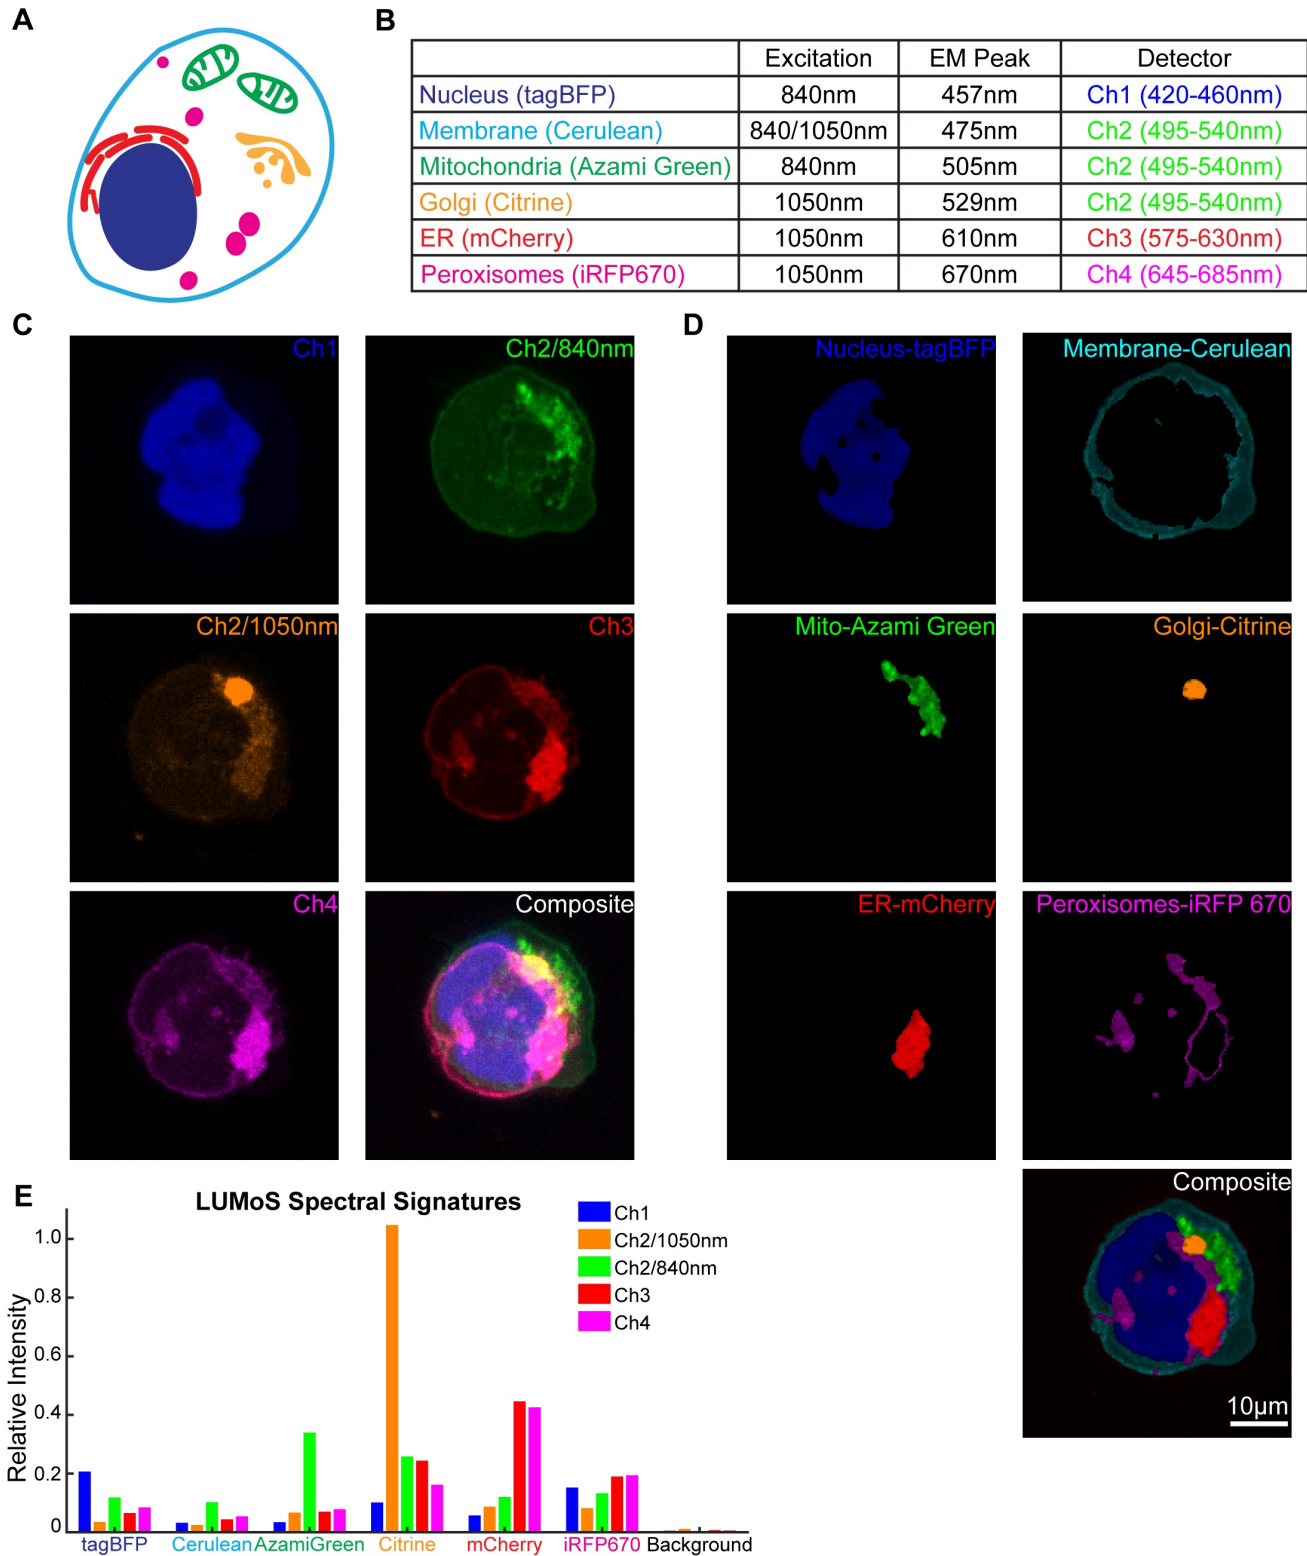 A
B
Excitation EM Peak Detector
Nucleus (tagBFP) 840nm 457nm Ch1 (420-460nm)
Membrane (Cerulean) 840/1050nm 475nm Ch2 (495-540nm)
Mitochondria (Azami Green) 840nm 505nm Ch2 (495-540nm)
Golgi (Citrine) 1050nm 529nm Ch2 (495-540nm)
ER (mCherry) 1050nm 610nm Ch3 (575-630nm)
Peroxisomes (iRFP670) 1050nm 670nm Ch4 (645-685nm)
C
Ch1
Ch2/840nm
Ch2/1050nm
Ch3
Ch4
Composite
D
Nucleus-tagBFP
Membrane-Cerulean
Mito-Azami Green
Golgi-Citrine
ER-mCherry
Peroxisomes-iRFP 670
Composite
10µm
E
LUMoS Spectral Signatures
Ch1
Ch2/1050nm
Ch2/840nm
Ch3
Ch4
Relative Intensity
1.0
0.8
0.6
0.4
0.2
0
tagBFP Cerulean AzamiGreen Citrine mCherry iRFP670 Background